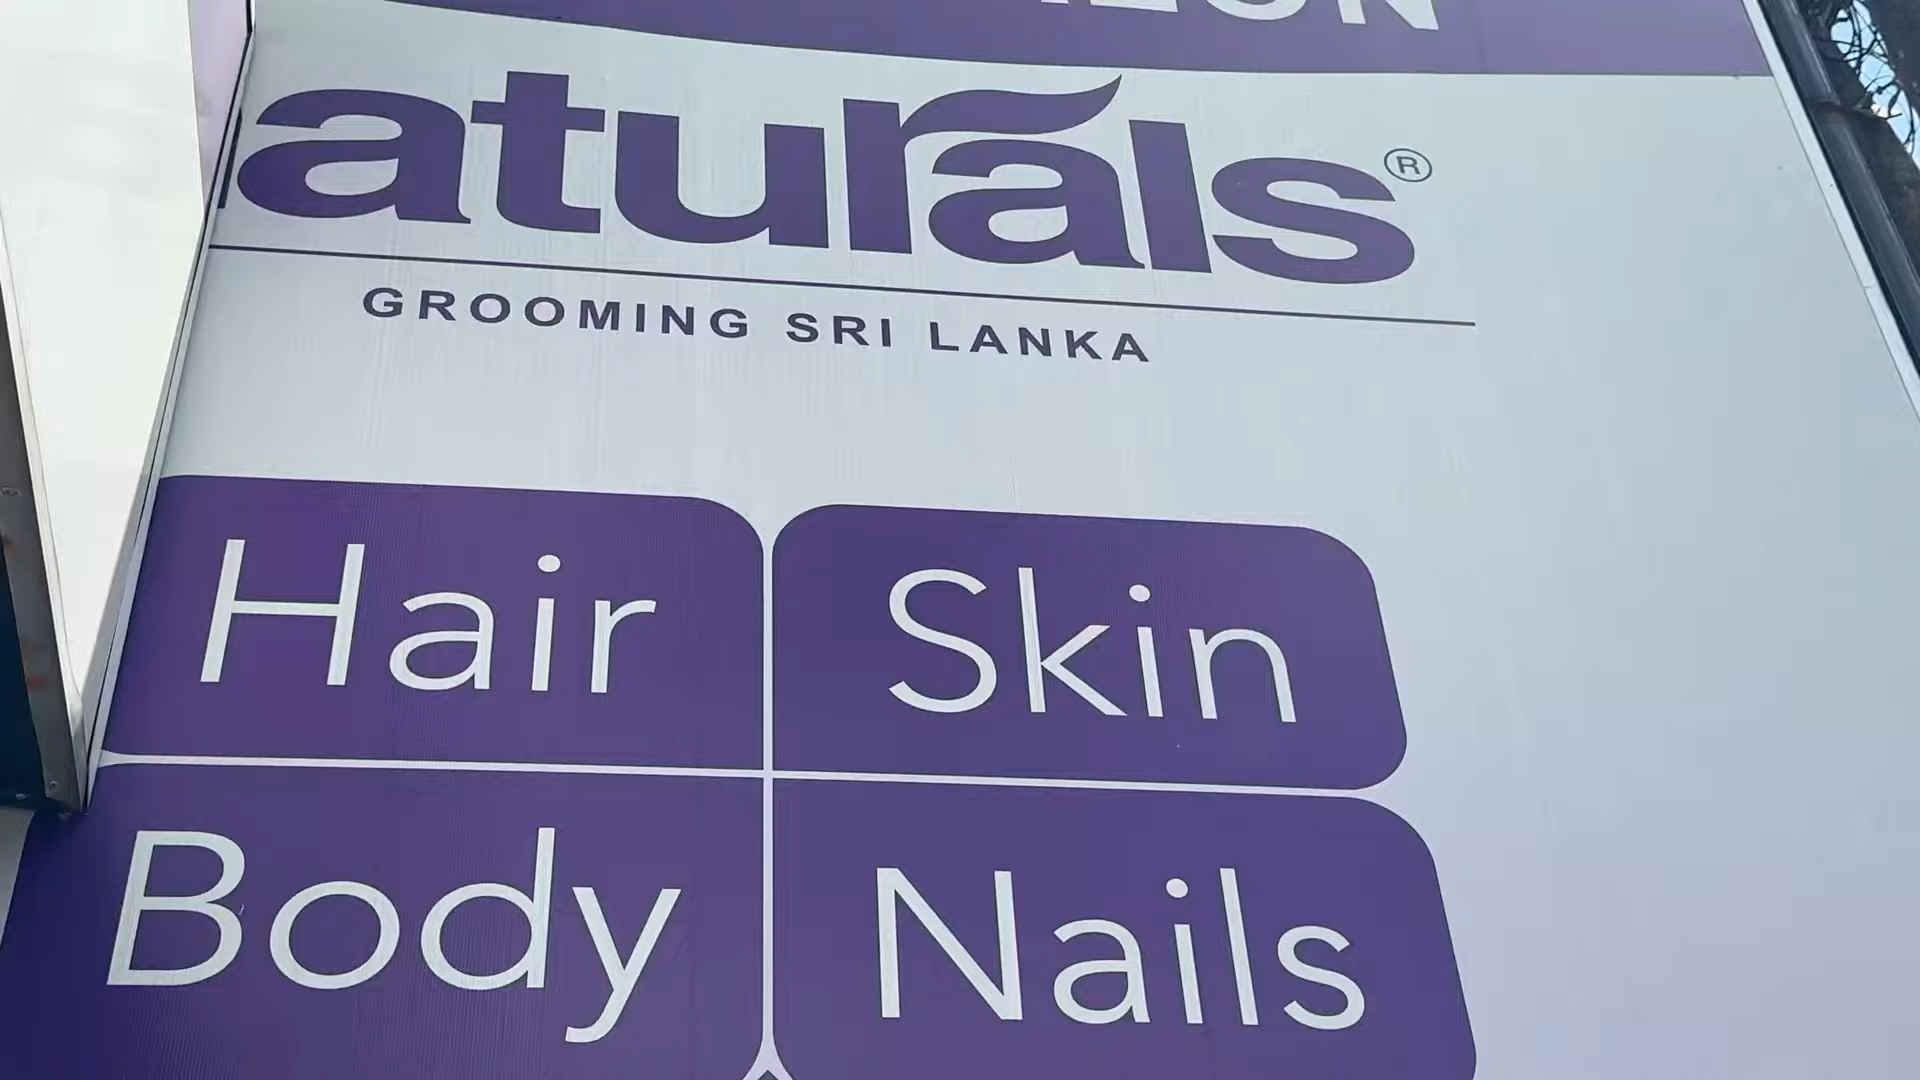 aturals®
GROOMING SRI LANKA
Hair
Skin
Body
Nails